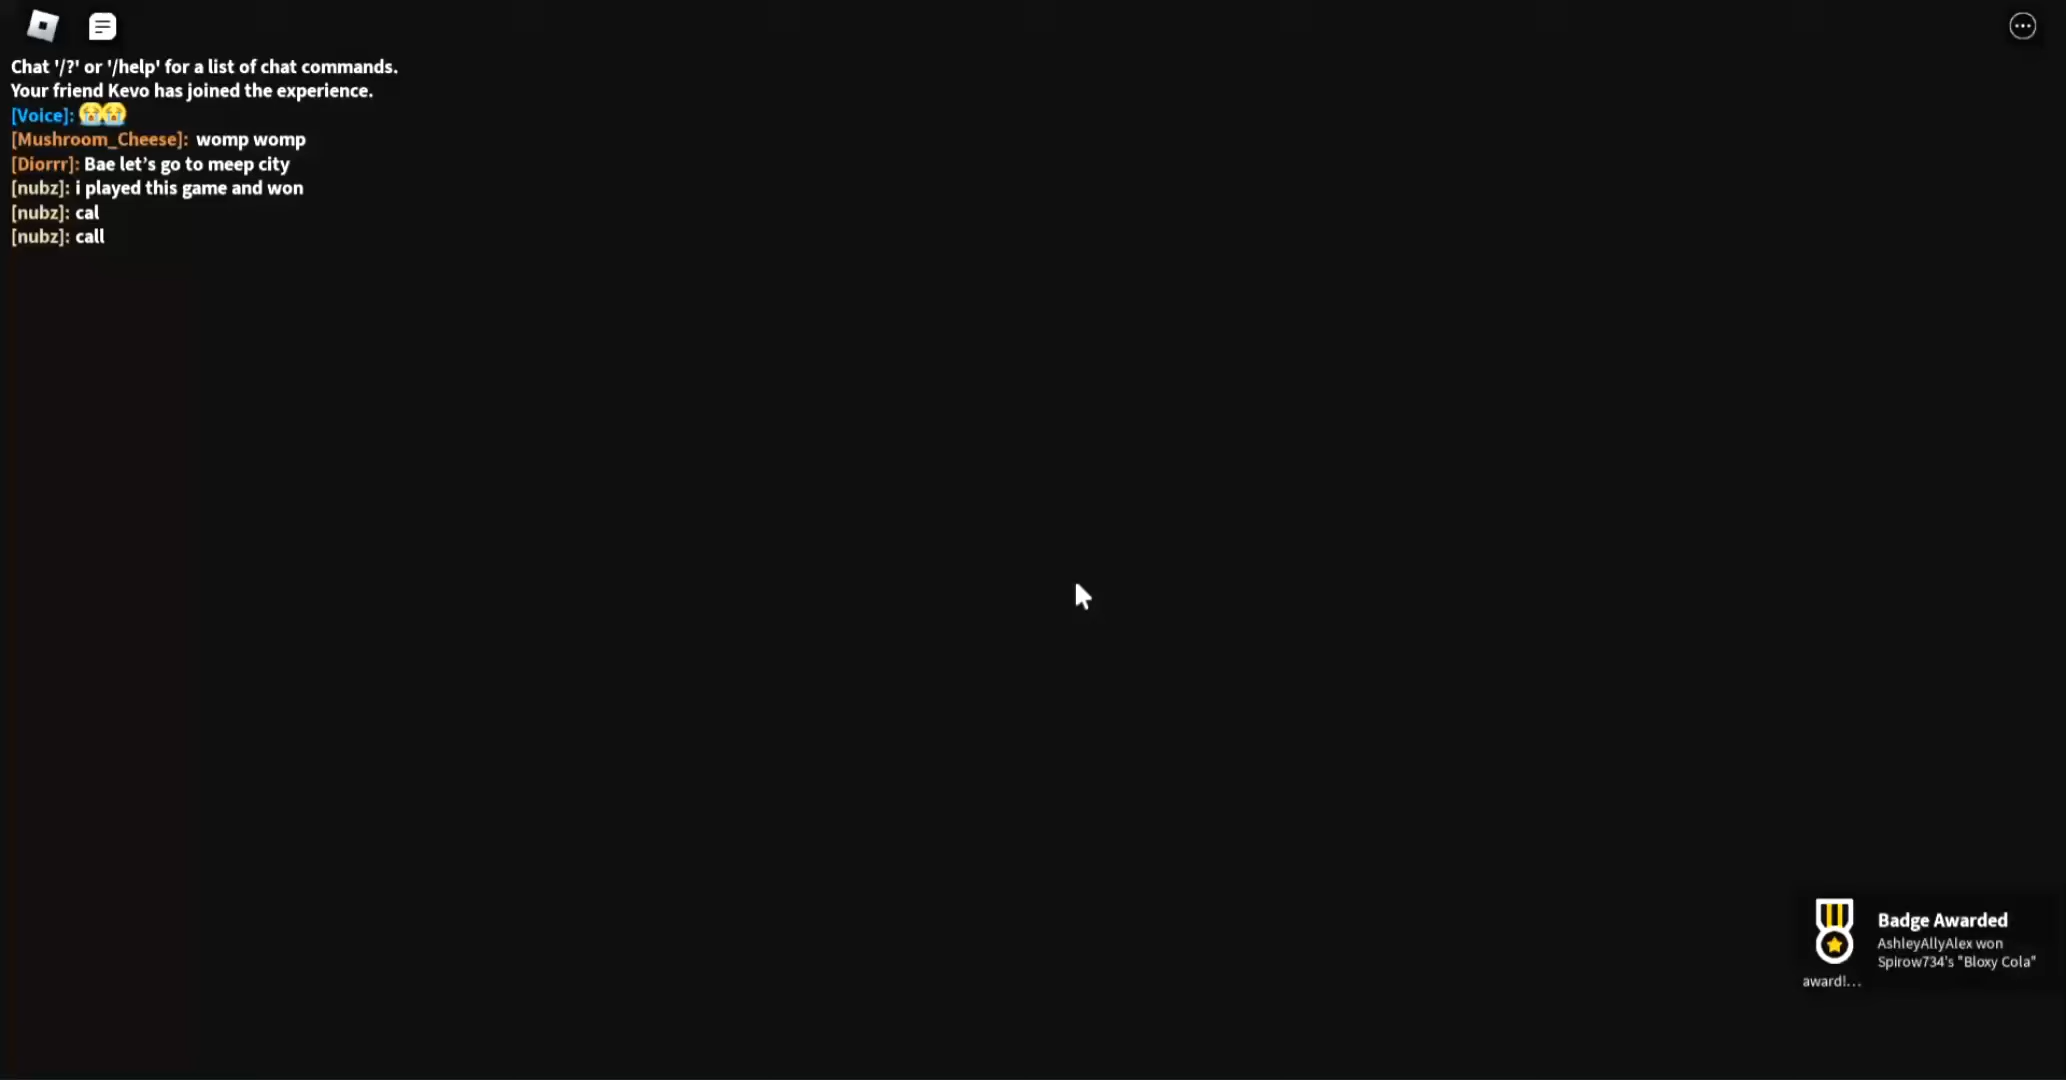 Chat '/?' or '/help' for a list of chat commands.
Your friend Kevo has joined the experience.
[Voice]: 😭😭
[Mushroom_Cheese]: womp womp
[Diorrr]: Bae let’s go to meep city
[nubz]: i played this game and won
[nubz]: cal
[nubz]: call
Badge Awarded
AshleyAllyAlex won
Spirow734's "Bloxy Cola"
award!...